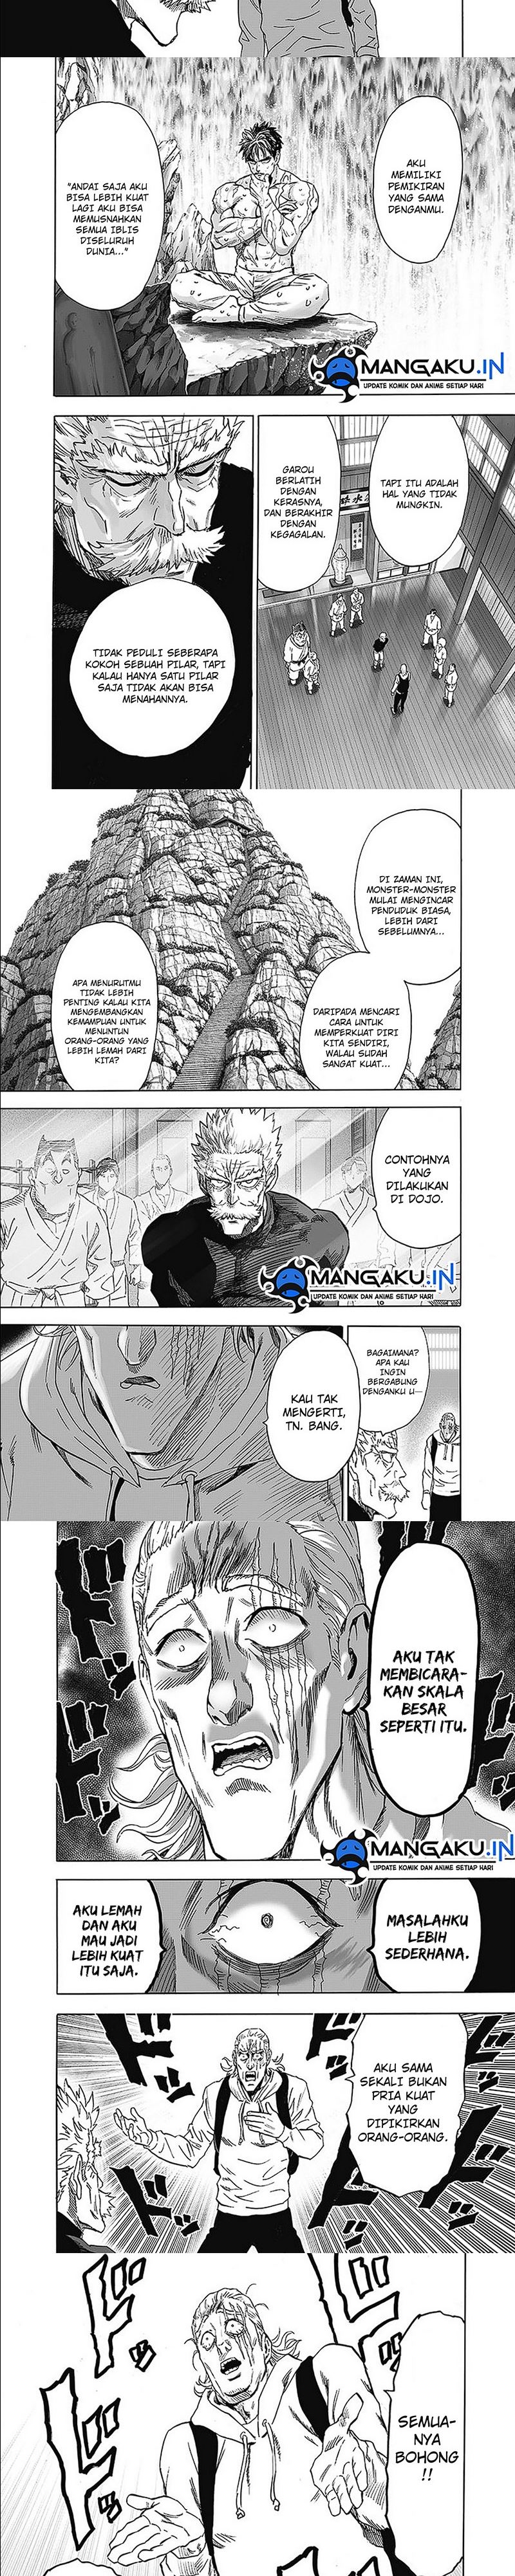 AKU
MEMILIKI
PEMIKIRAN
YANG SAMA
DENGANMU.
"ANDAI SAJA AKU
BISA LEBIH KUAT
LAGI AKU BISA
MEMUSNAHKAN
SEMUA IBLIS
DISELURUH
DUNIA..."
MANGAKU.IN
UPDATE KOMIK DAN ANIME SETIAP HARI
TAPI ITU ADALAH
HAL YANG TIDAK
MUNGKIN.
GAROU
BERLATIH
DENGAN
KERASNYA,
DAN BERAKHIR
DENGAN
KEGAGALAN.
TIDAK PEDULI SEBERAPA
KOKOH SEBUAH PILAR, TAPI
KALAU HANYA SATU PILAR
SAJA TIDAK AKAN BISA
MENAHANNYA.
DI ZAMAN INI,
MONSTER-MONSTER
MULAI MENGINCAR
PENDUDUK BIASA,
LEBIH DARI
SEBELUMNYA...
DARIPADA MENCARI
CARA UNTUK
MEMPERKUAT DIRI
KITA SENDIRI,
WALAU SUDAH
SANGAT KUAT...
APA MENURUTMU
TIDAK LEBIH
PENTING KALAU KITA
MENGEMBANGKAN
KEMAMPUAN UNTUK
MENUNTUN
ORANG-ORANG YANG
LEBIH LEMAH DARI
KITA?
CONTOHNYA
YANG
DILAKUKAN
DI DOJO.
MANGAKU.IN
UPDATE KOMIK DAN ANIME SETIAP HARI
BAGAIMANA?
APA KAU
INGIN
BERGABUNG
DENGANKU U—
KAU TAK
MENGERTI,
TN. BANG.
AKU TAK
MEMBICARA-
KAN SKALA
BESAR
SEPERTI ITU.
MANGAKU.IN
UPDATE KOMIK DAN ANIME SETIAP HARI
MASALAHKU
LEBIH
SEDERHANA.
AKU LEMAH
DAN AKU
MAU JADI
LEBIH KUAT
ITU SAJA.
AKU SAMA
SEKALI BUKAN
PRIA KUAT
YANG
DIPIKIRKAN
ORANG-ORANG.
SEMUA-
NYA
BOHONG
!!